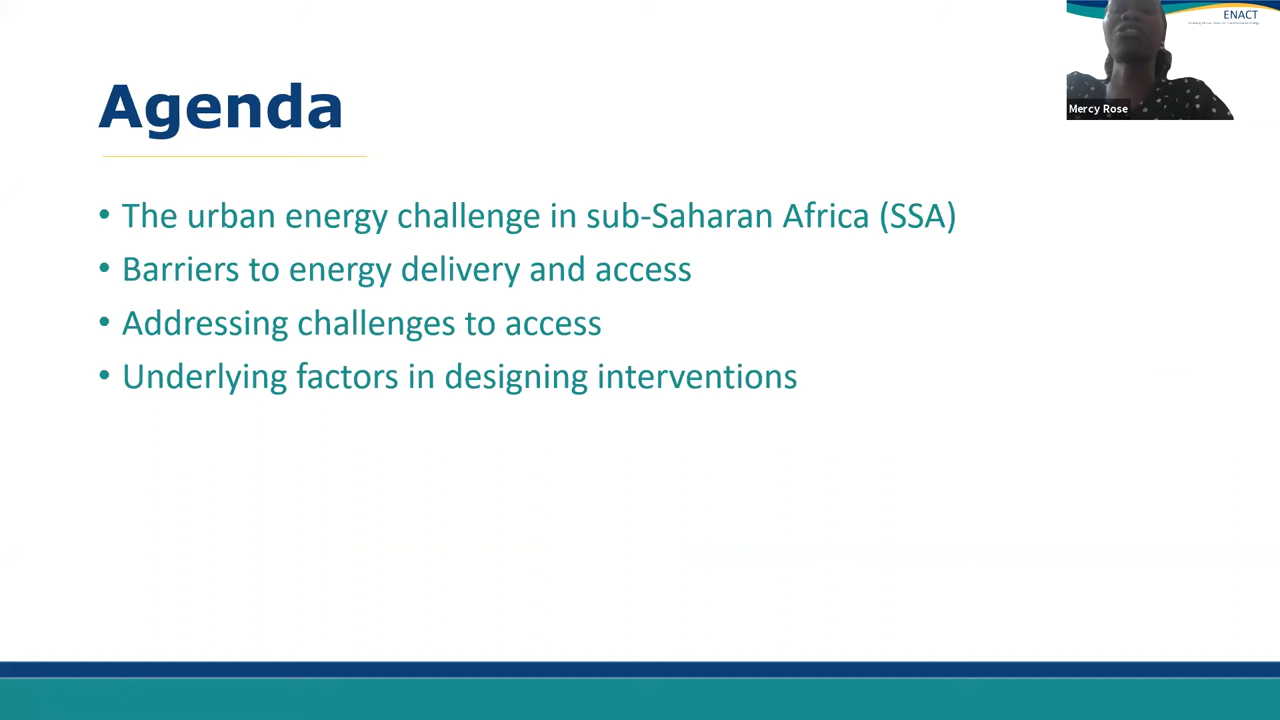 ENACT
Agenda
Mercy Rose
• The urban energy challenge in sub-Saharan Africa (SSA)
• Barriers to energy delivery and access
• Addressing challenges to access
• Underlying factors in designing interventions